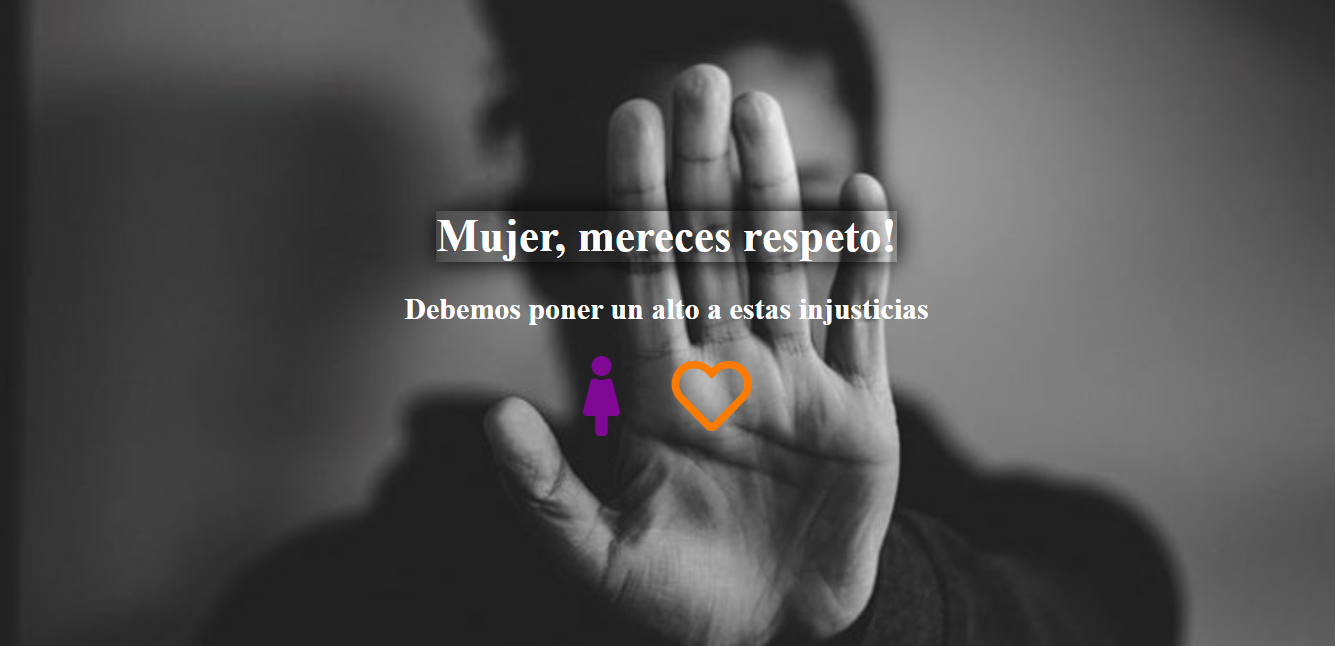 Mujer, mereces respeto!
Debemos poner un alto a estas injusticias